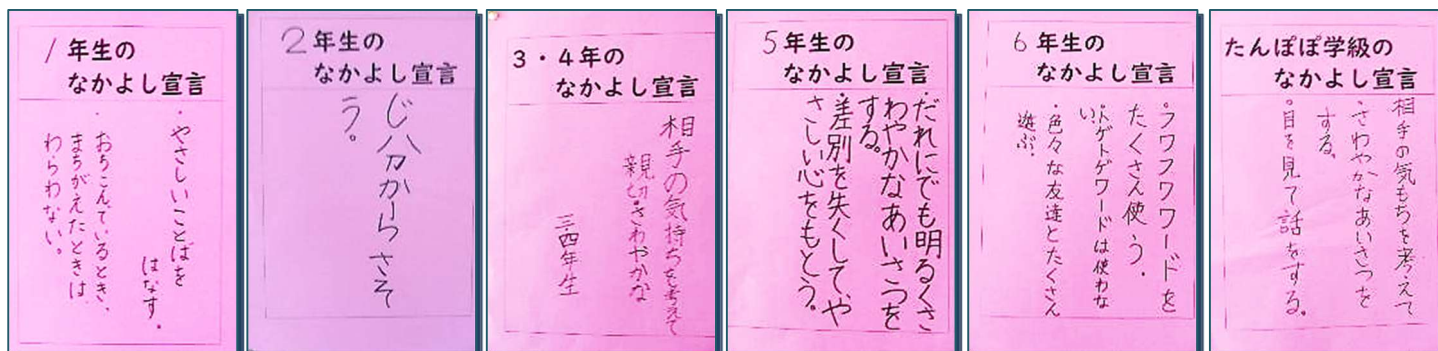 1年生の
なかよし宣言
・やさしいことばを
はなす。
・おちこんでいるとき、
まちがえたときは、
わらわない。
2年生の
なかよし宣言
じ分からさそ
う。
3・4年の
なかよし宣言
相手の気持ちを考えて
親切・さわやかな
三・四年生
5年生の
なかよし宣言
・だれにでも明るくさ
わやかなあいさつを
する。
・差別を失くして、や
さしい心をもとう。
6年生の
なかよし宣言
・フワフワワードを
たくさん使う。
・トゲトゲワードは使わな
い。
・色々な友達とたくさん
遊ぶ。
たんぽぽ学級の
なかよし宣言
相手の気もちを考えて
・さわやかなあいさつを
する。
・目を見て話をする。